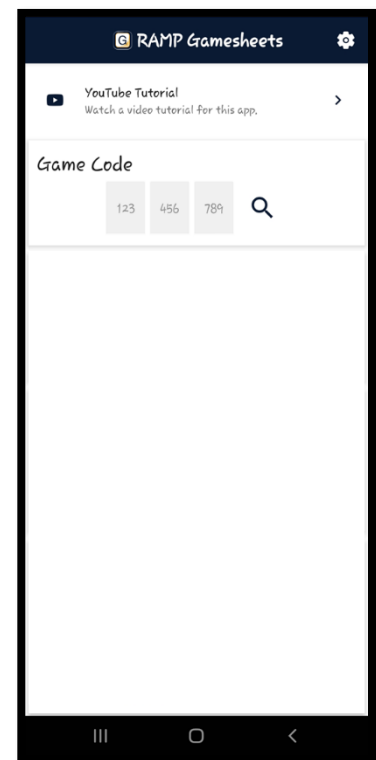 G RAMP Gamesheets
YouTube Tutorial
Watch a video tutorial for this app.
Game Code
123 456 789